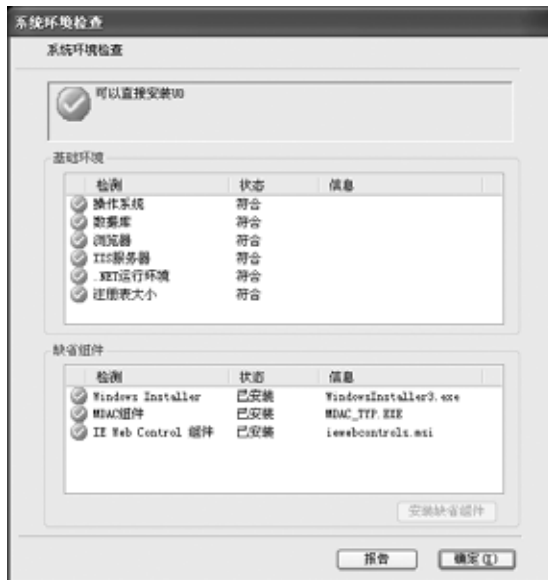 系统环境检查
系统环境检查
可以直接安装U8
基础环境
检测 状态 信息
操作系统 符合
数据库 符合
浏览器 符合
IIS服务器 符合
.NET运行环境 符合
注册表大小 符合
缺省组件
检测 状态 信息
Windows Installer 已安装 WindowsInstaller3.exe
MDAC组件 已安装 MDAC_TYP.EXE
IE Web Control 组件 已安装 iewebcontrols.msi
安装缺省组件
报告 确定(I)